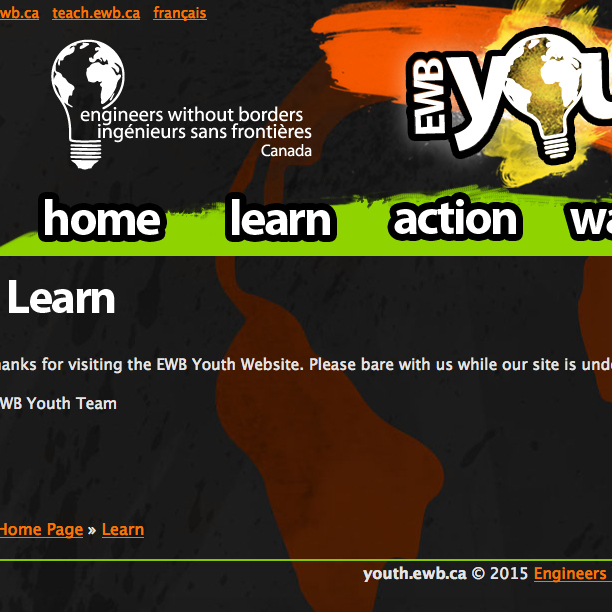 wb.ca teach.ewb.ca français
engineers without borders
ingénieurs sans frontières
Canada
EWB
you
home learn action wa
Learn
hanks for visiting the EWB Youth Website. Please bare with us while our site is unde
WB Youth Team
Home Page » Learn
youth.ewb.ca © 2015 Engineers